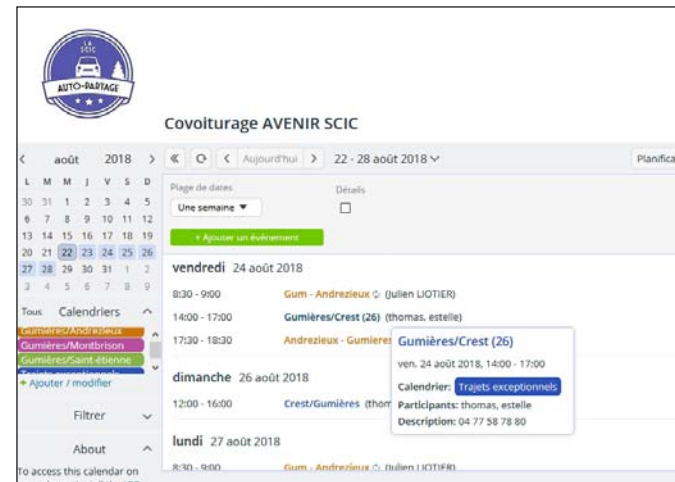 LA
SCIC
AUTO-PARTAGE
Covoiturage AVENIR SCIC
août 2018
Aujourd'hui
22 - 28 août 2018
Planifica
L M M J V S D
30 31 1 2 3 4 5
6 7 8 9 10 11 12
13 14 15 16 17 18 19
20 21 22 23 24 25 26
27 28 29 30 31 1 2
3 4 5 6 7 8 9
Plage de dates
Détails
Une semaine
+ Ajouter un événement
Tous Calendriers
Gumières/Andrezieux
Gumières/Montbrison
Gumières/Saint-étienne
Trajets exceptionnels
+ Ajouter / modifier
Filtrer
About
To access this calendar on
vendredi 24 août 2018
8:30 - 9:00 Gum - Andrezieux (Julien LIOTIER)
14:00 - 17:00 Gumières/Crest (26) (thomas, estelle)
17:30 - 18:30 Andrezieux - Gumieres
Gumières/Crest (26)
ven. 24 août 2018, 14:00 - 17:00
Calendrier: Trajets exceptionnels
Participants: thomas, estelle
Description: 04 77 58 78 80
dimanche 26 août 2018
12:00 - 16:00 Crest/Gumières (thom
lundi 27 août 2018
8:30 - 9:00 Gum - Andrezieux (Julien LIOTIER)